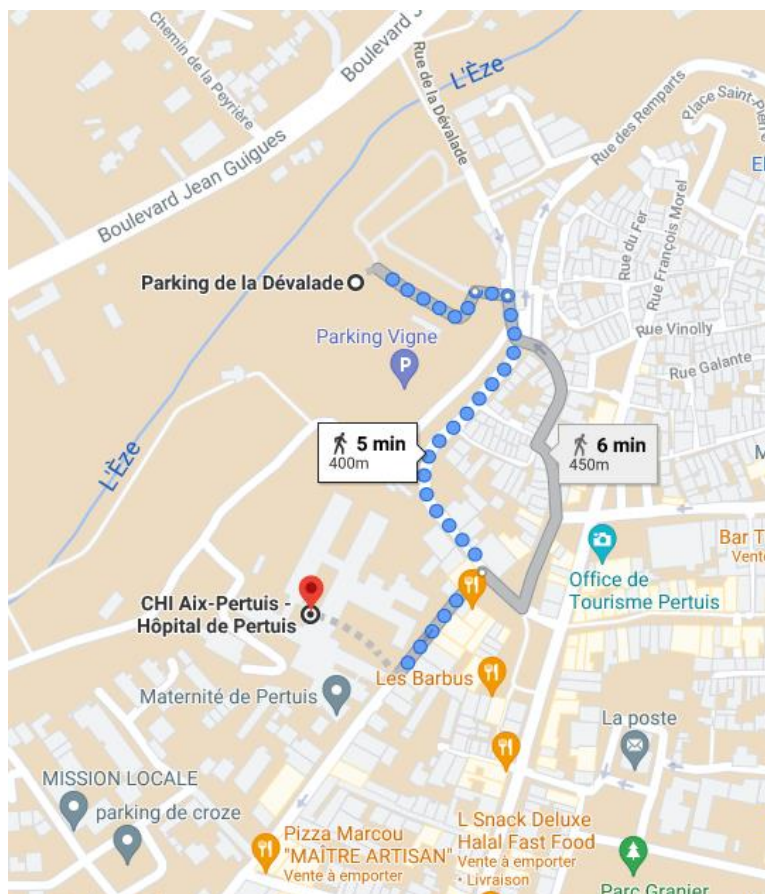 Chemin de la Peyrière
Boulevard J
L'Èze
Rue de la Dévalade
Rue des Remparts
Place Saint-Pierre
Boulevard Jean Guigues
El
Rue du Fer
Rue François Morel
Parking de la Dévalade
Parking Vigne
P
Rue Vinolly
Rue Galante
5 min
400m
6 min
450m
M
L'Èze
Bar T
Vente
Office de
Tourisme Pertuis
CHI Aix-Pertuis -
Hôpital de Pertuis
Les Barbus
Maternité de Pertuis
La poste
MISSION LOCALE
parking de croze
L Snack Deluxe
Halal Fast Food
Vente à emporter
• Livraison
Pizza Marcou
"MAÎTRE ARTISAN"
Vente à emporter
Parc Granier